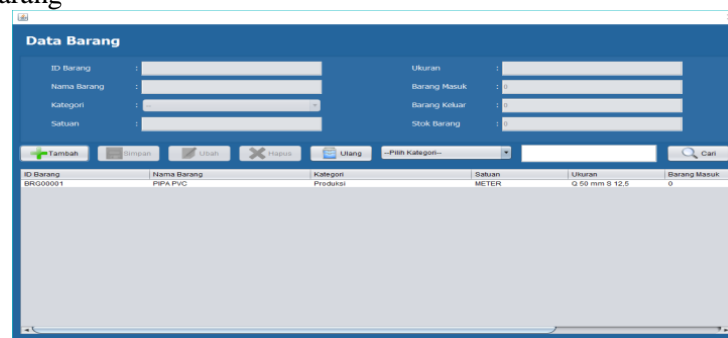 arang
Data Barang
ID Barang : Ukuran :
Nama Barang : Barang Masuk : 0
Kategori : -- Barang Keluar : 0
Satuan : Stok Barang : 0
Tambah Simpan Ubah Hapus Ulang --Pilih Kategori-- Cari
ID Barang Nama Barang Kategori Satuan Ukuran Barang Masuk
BRG00001 PIPA PVC Produksi METER Q 50 mm S 12,5 0